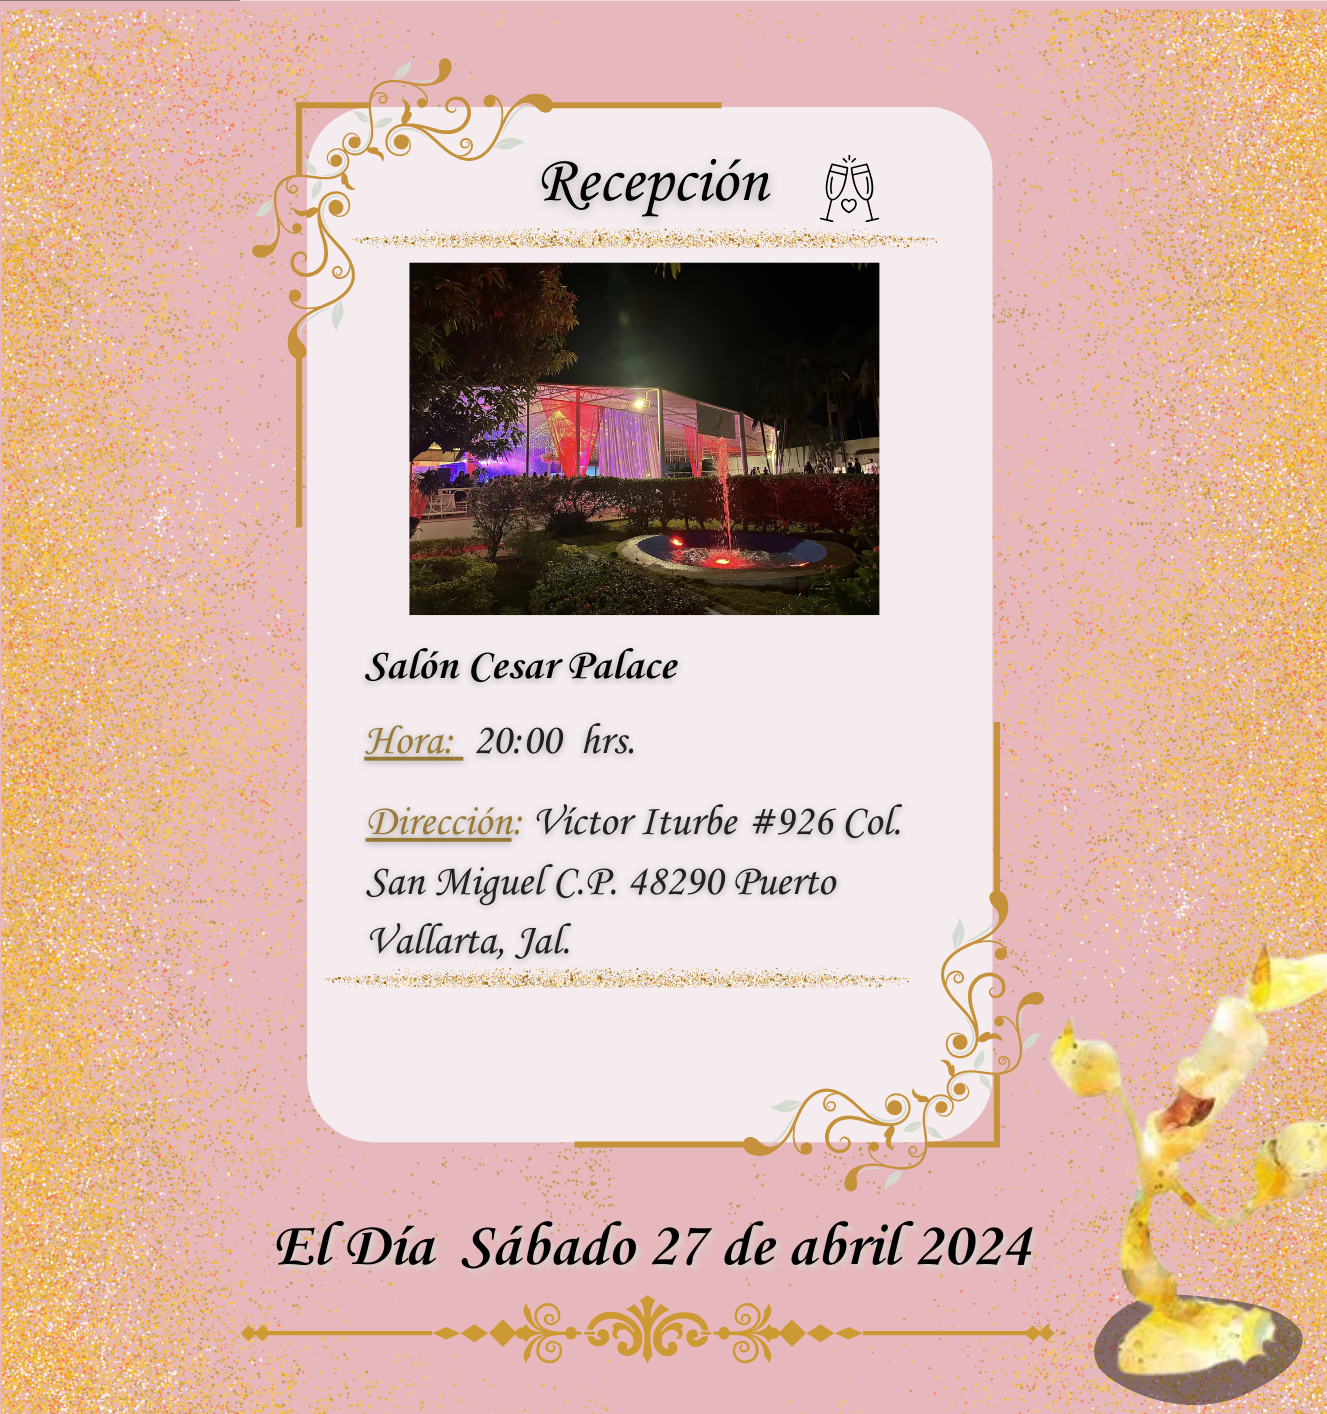 Recepción
Salón Cesar Palace
Hora: 20:00 hrs.
Dirección: Víctor Iturbe #926 Col.
San Miguel C.P. 48290 Puerto
Vallarta, Jal.
El Día Sábado 27 de abril 2024